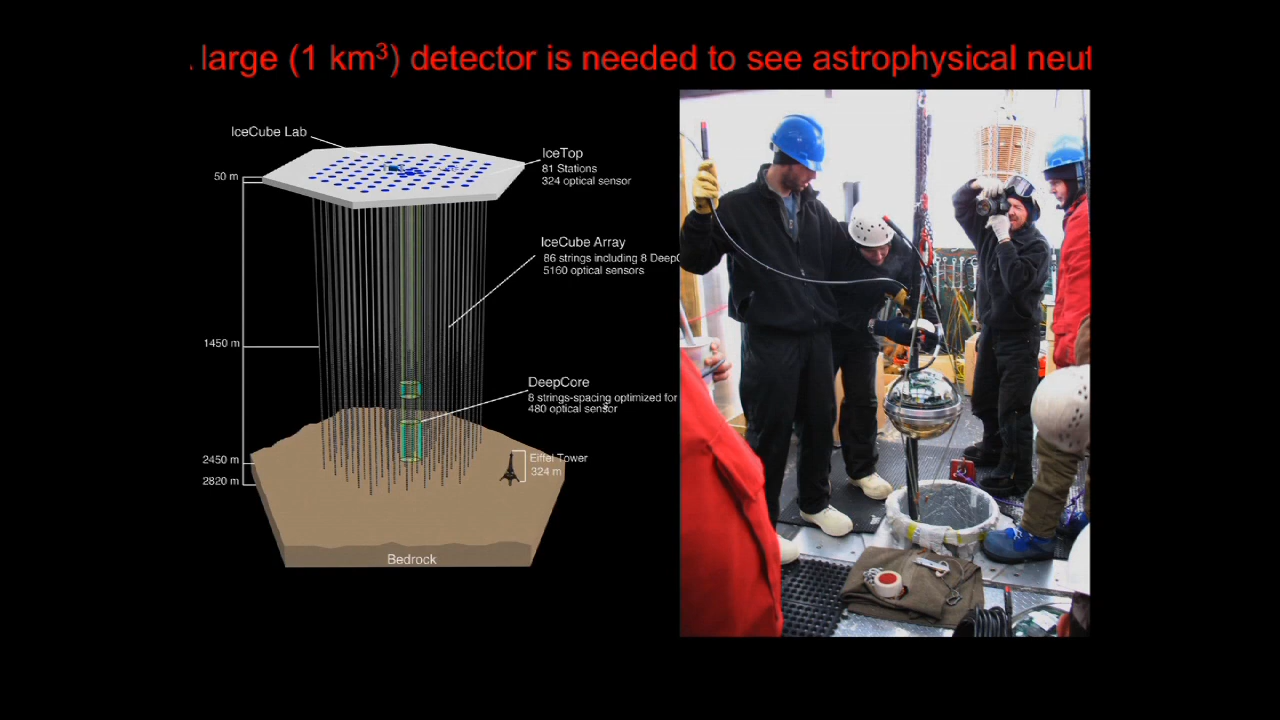 large (1 km³) detector is needed to see astrophysical neut
IceCube Lab
IceTop
81 Stations
324 optical sensor
50 m
IceCube Array
86 strings including 8 Deep
5160 optical sensors
1450 m
DeepCore
8 strings-spacing optimized for
480 optical sensor
2450 m
2820 m
Eiffel Tower
324 m
Bedrock